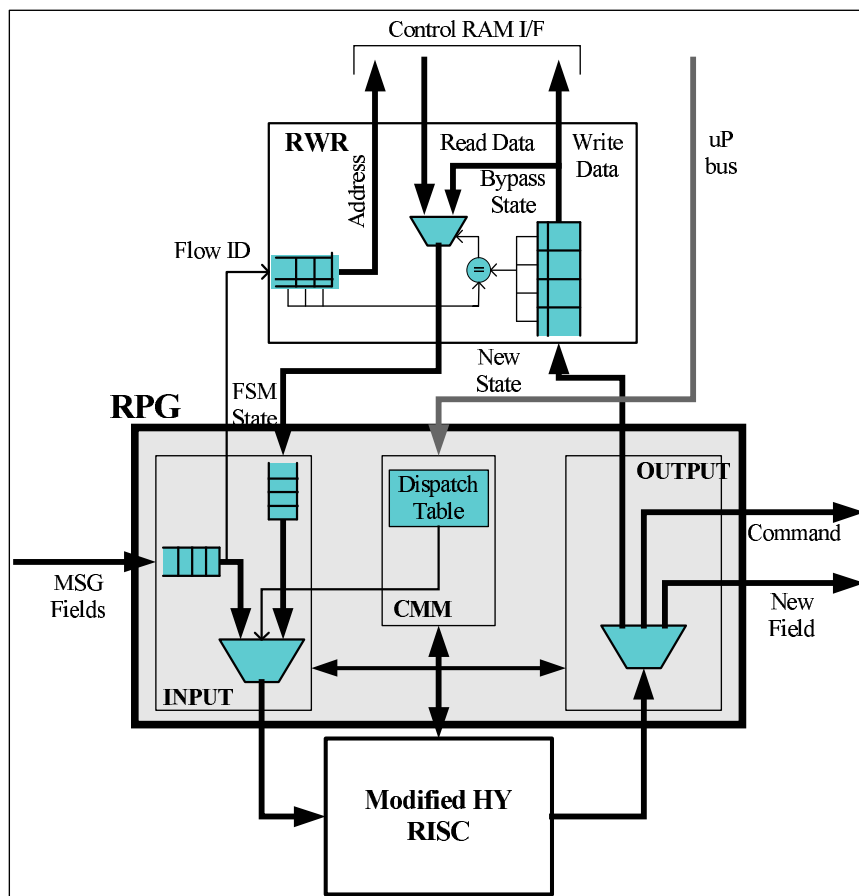 Control RAM I/F
RWR
Read Data
Write
Data
Bypass
State
Address
uP
bus
Flow ID
=
New
State
FSM
State
RPG
Dispatch
Table
OUTPUT
Command
MSG
Fields
CMM
New
Field
INPUT
Modified HY
RISC